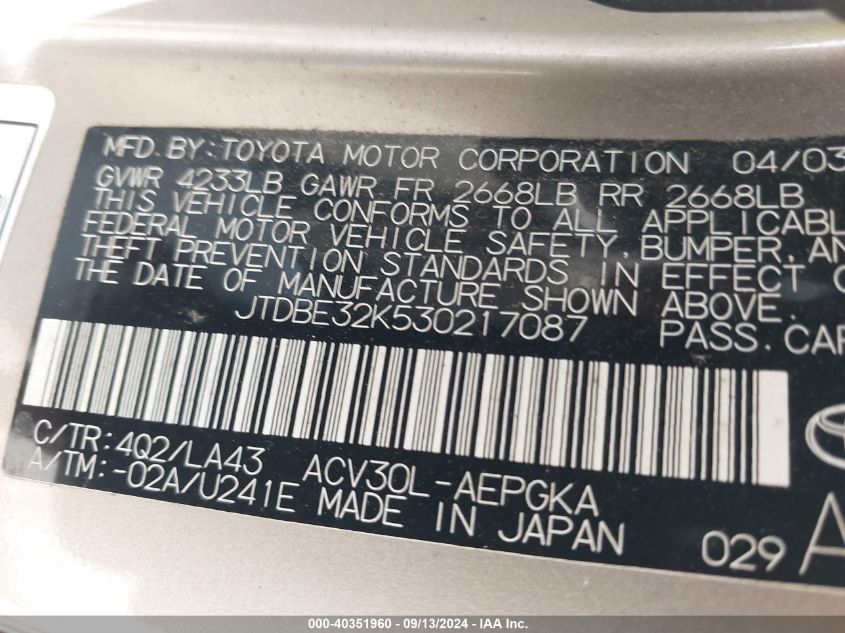 MFD. BY: TOYOTA MOTOR CORPORATION 04/03
GVWR 4233LB GAWR FR 2668LB RR 2668LB
THIS VEHICLE CONFORMS TO ALL APPLICABL
FEDERAL MOTOR VEHICLE SAFETY, BUMPER, AN
THEFT PREVENTION STANDARDS IN EFFECT O
THE DATE OF MANUFACTURE SHOWN ABOVE.
JTDBE32K530217087 PASS. CAR
C/TR: 4Q2/LA43 ACV30L-AEPGKA
A/TM: -02A/U241E MADE IN JAPAN
029 A
000-40351960 - 09/13/2024 - IAA Inc.